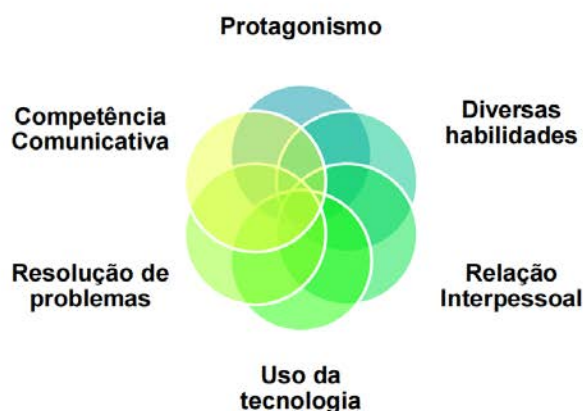 Protagonismo
Competência
Comunicativa
Diversas
habilidades
Resolução de
problemas
Relação
Interpessoal
Uso da
tecnologia